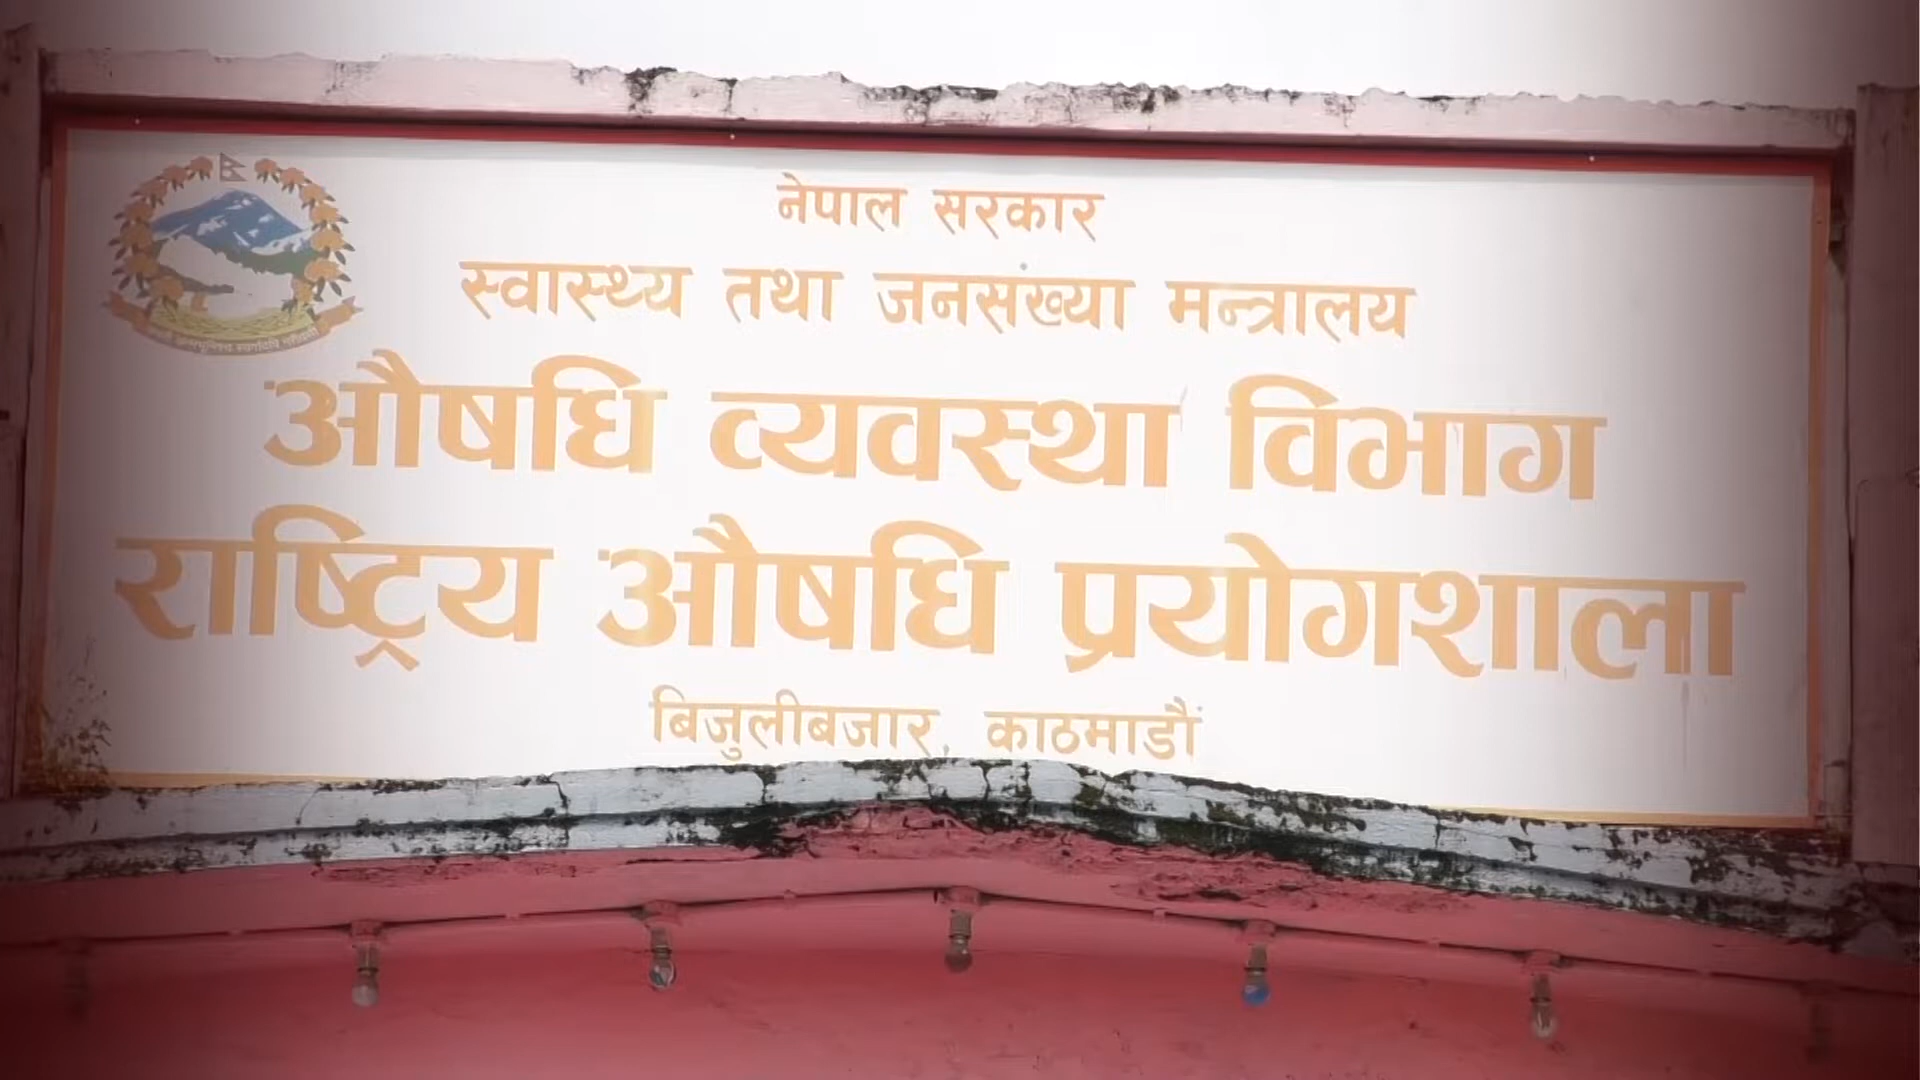 नेपाल सरकार
स्वास्थ्य तथा जनसंख्या मन्त्रालय
औषधि व्यवस्था विभाग
राष्ट्रिय औषधि प्रयोगशाला
बिजुलीबजार, काठमाडौं